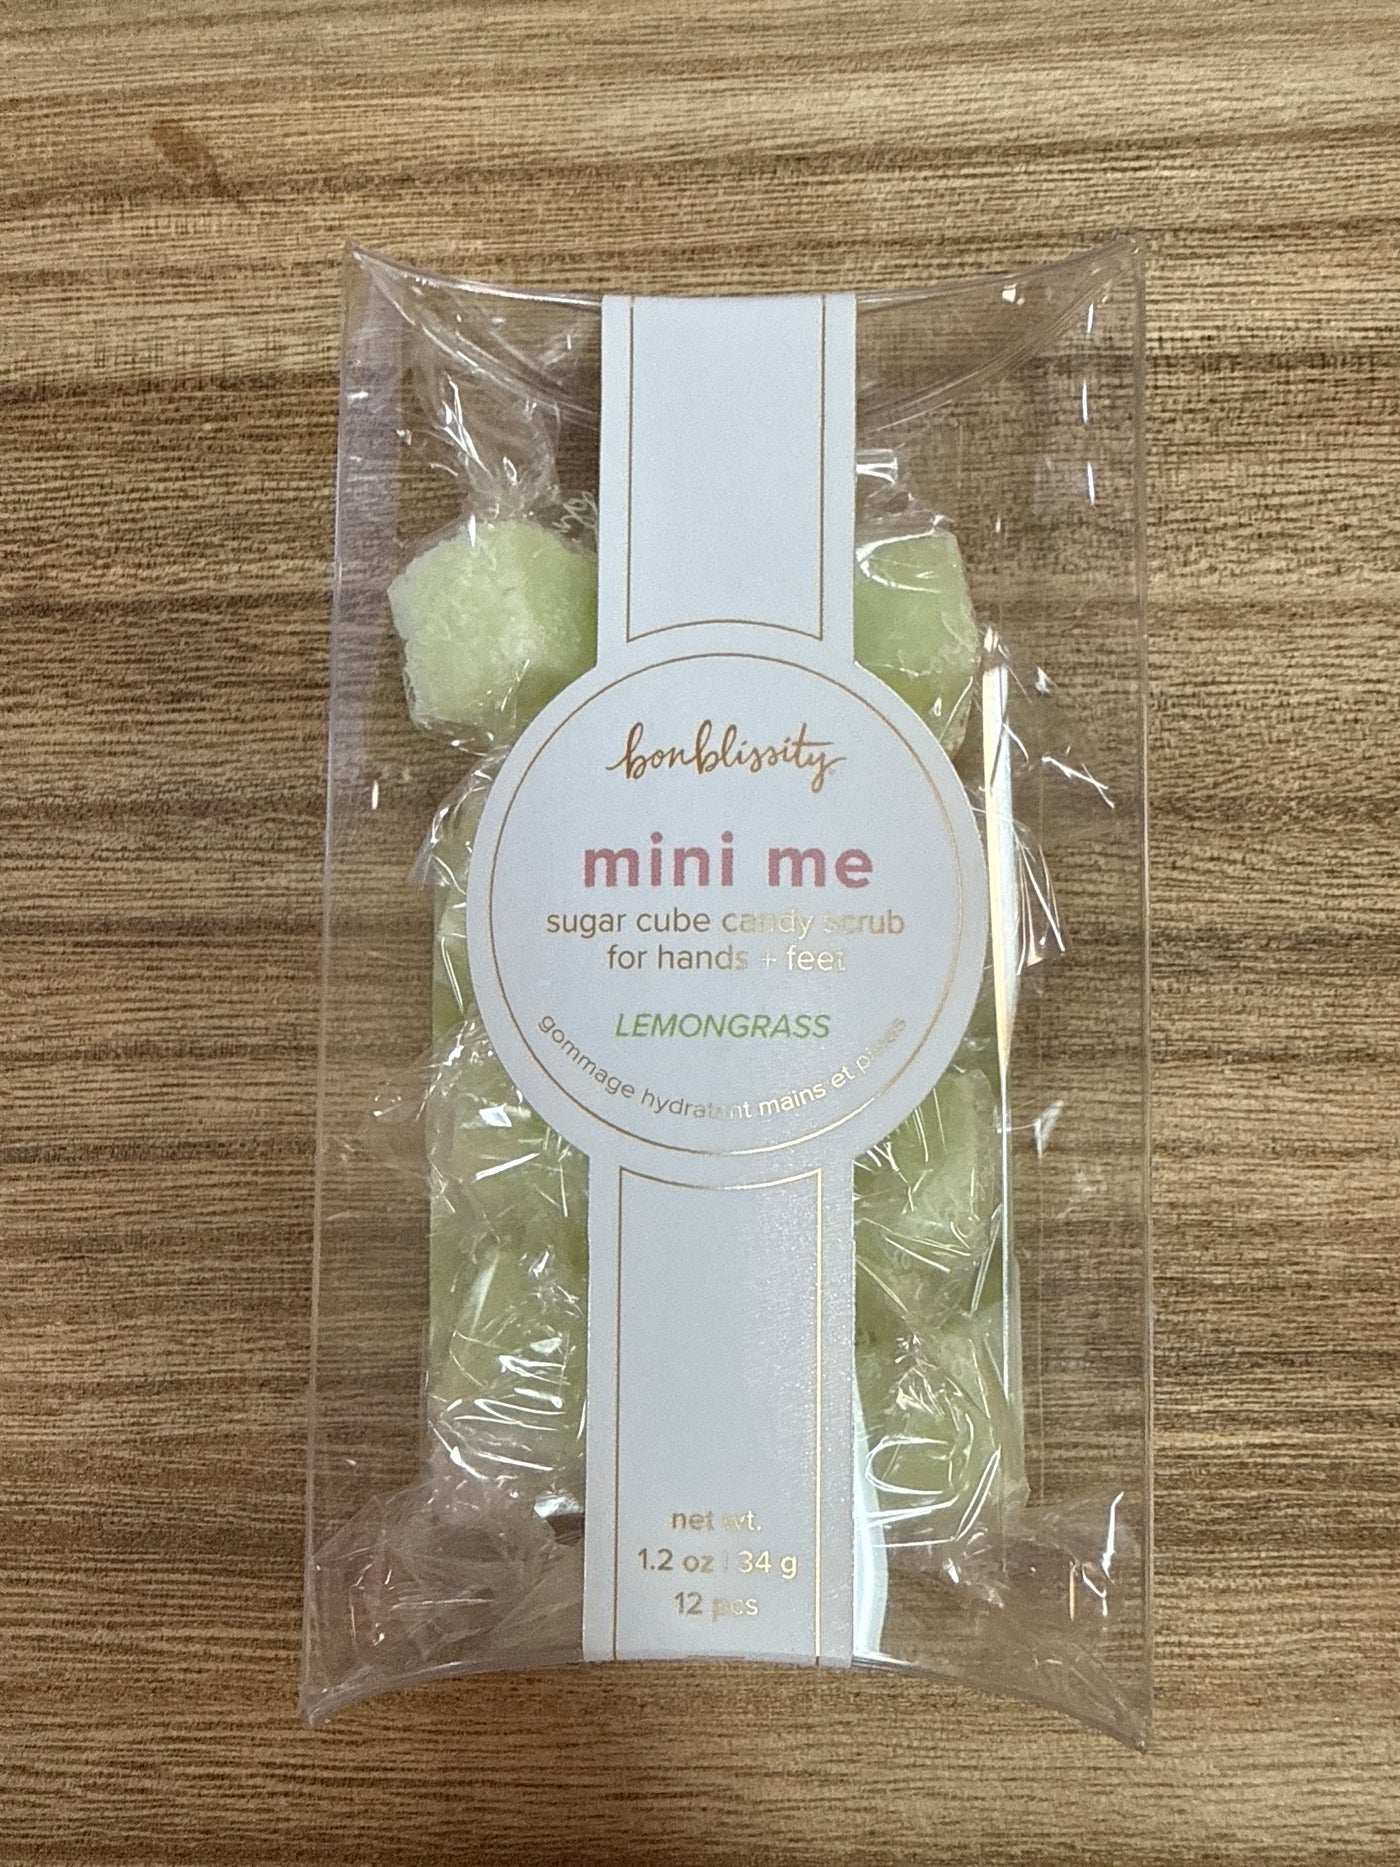 bonblissity
mini me
sugar cube candy scrub
for hands + feet
LEMONGRASS
gommage hydratant mains et pieds
net wt.
1.2 oz | 34 g
12 pcs